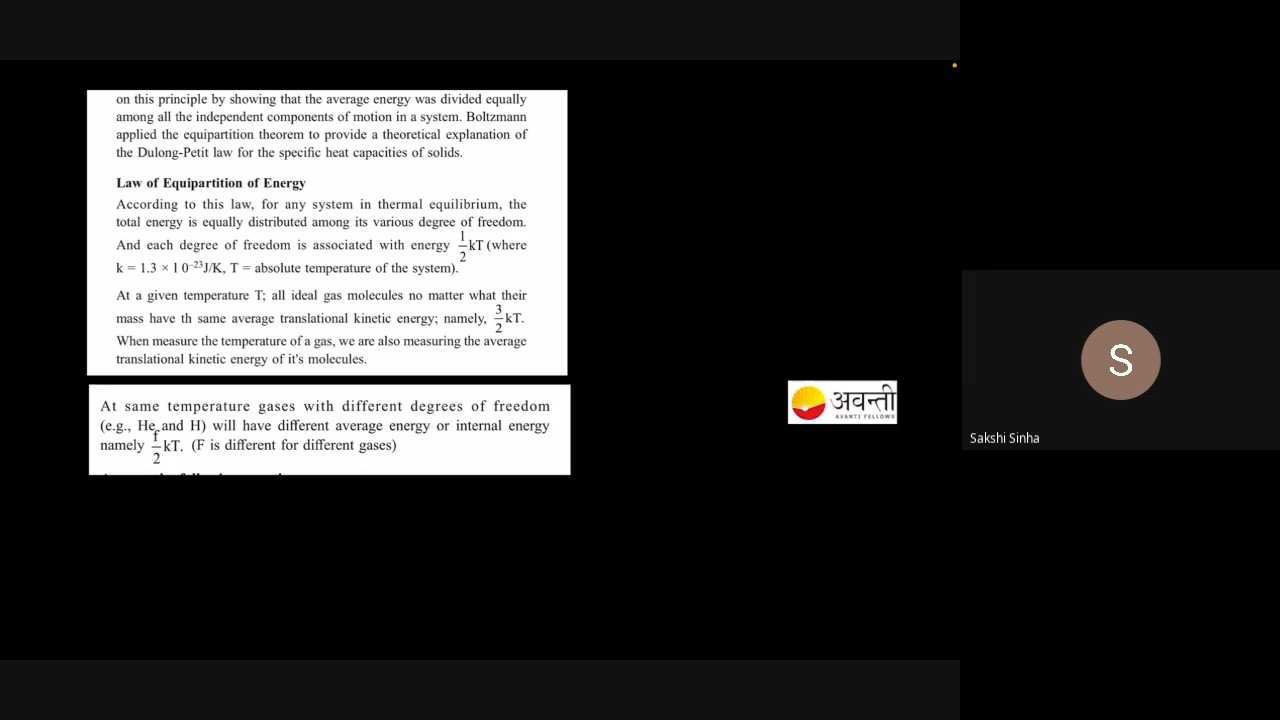 on this principle by showing that the average energy was divided equally
among all the independent components of motion in a system. Boltzmann
applied the equipartition theorem to provide a theoretical explanation of
the Dulong-Petit law for the specific heat capacities of solids.
Law of Equipartition of Energy
According to this law, for any system in thermal equilibrium, the
total energy is equally distributed among its various degree of freedom.
And each degree of freedom is associated with energy 1/2 kT (where
k = 1.3 × 10⁻²³J/K, T = absolute temperature of the system).
At a given temperature T; all ideal gas molecules no matter what their
mass have th same average translational kinetic energy; namely, 3/2 kT.
When measure the temperature of a gas, we are also measuring the average
translational kinetic energy of it's molecules.
At same temperature gases with different degrees of freedom
(e.g., He and H) will have different average energy or internal energy
namely f/2 kT. (F is different for different gases)
अवन्ती
AVANTI FELLOWS
S
Sakshi Sinha